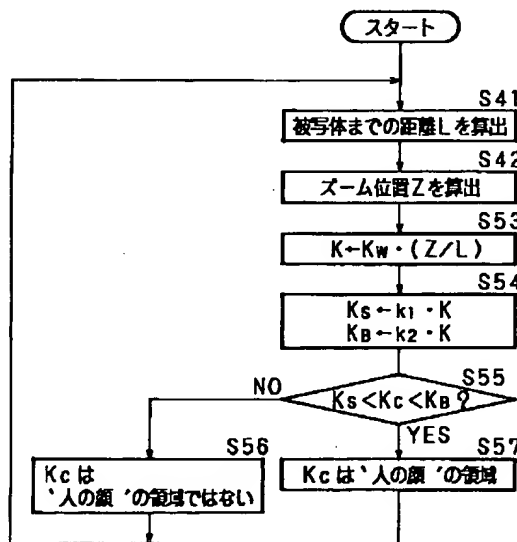 スタート
S41
被写体までの距離Lを算出
S42
ズーム位置Zを算出
S53
K←KW・(Z/L)
S54
KS←k1・K
KB←k2・K
S55
KS<KC<KB?
NO
YES
S56
Kcは
`人の顔´の領域ではない
S57
Kcは`人の顔´の領域